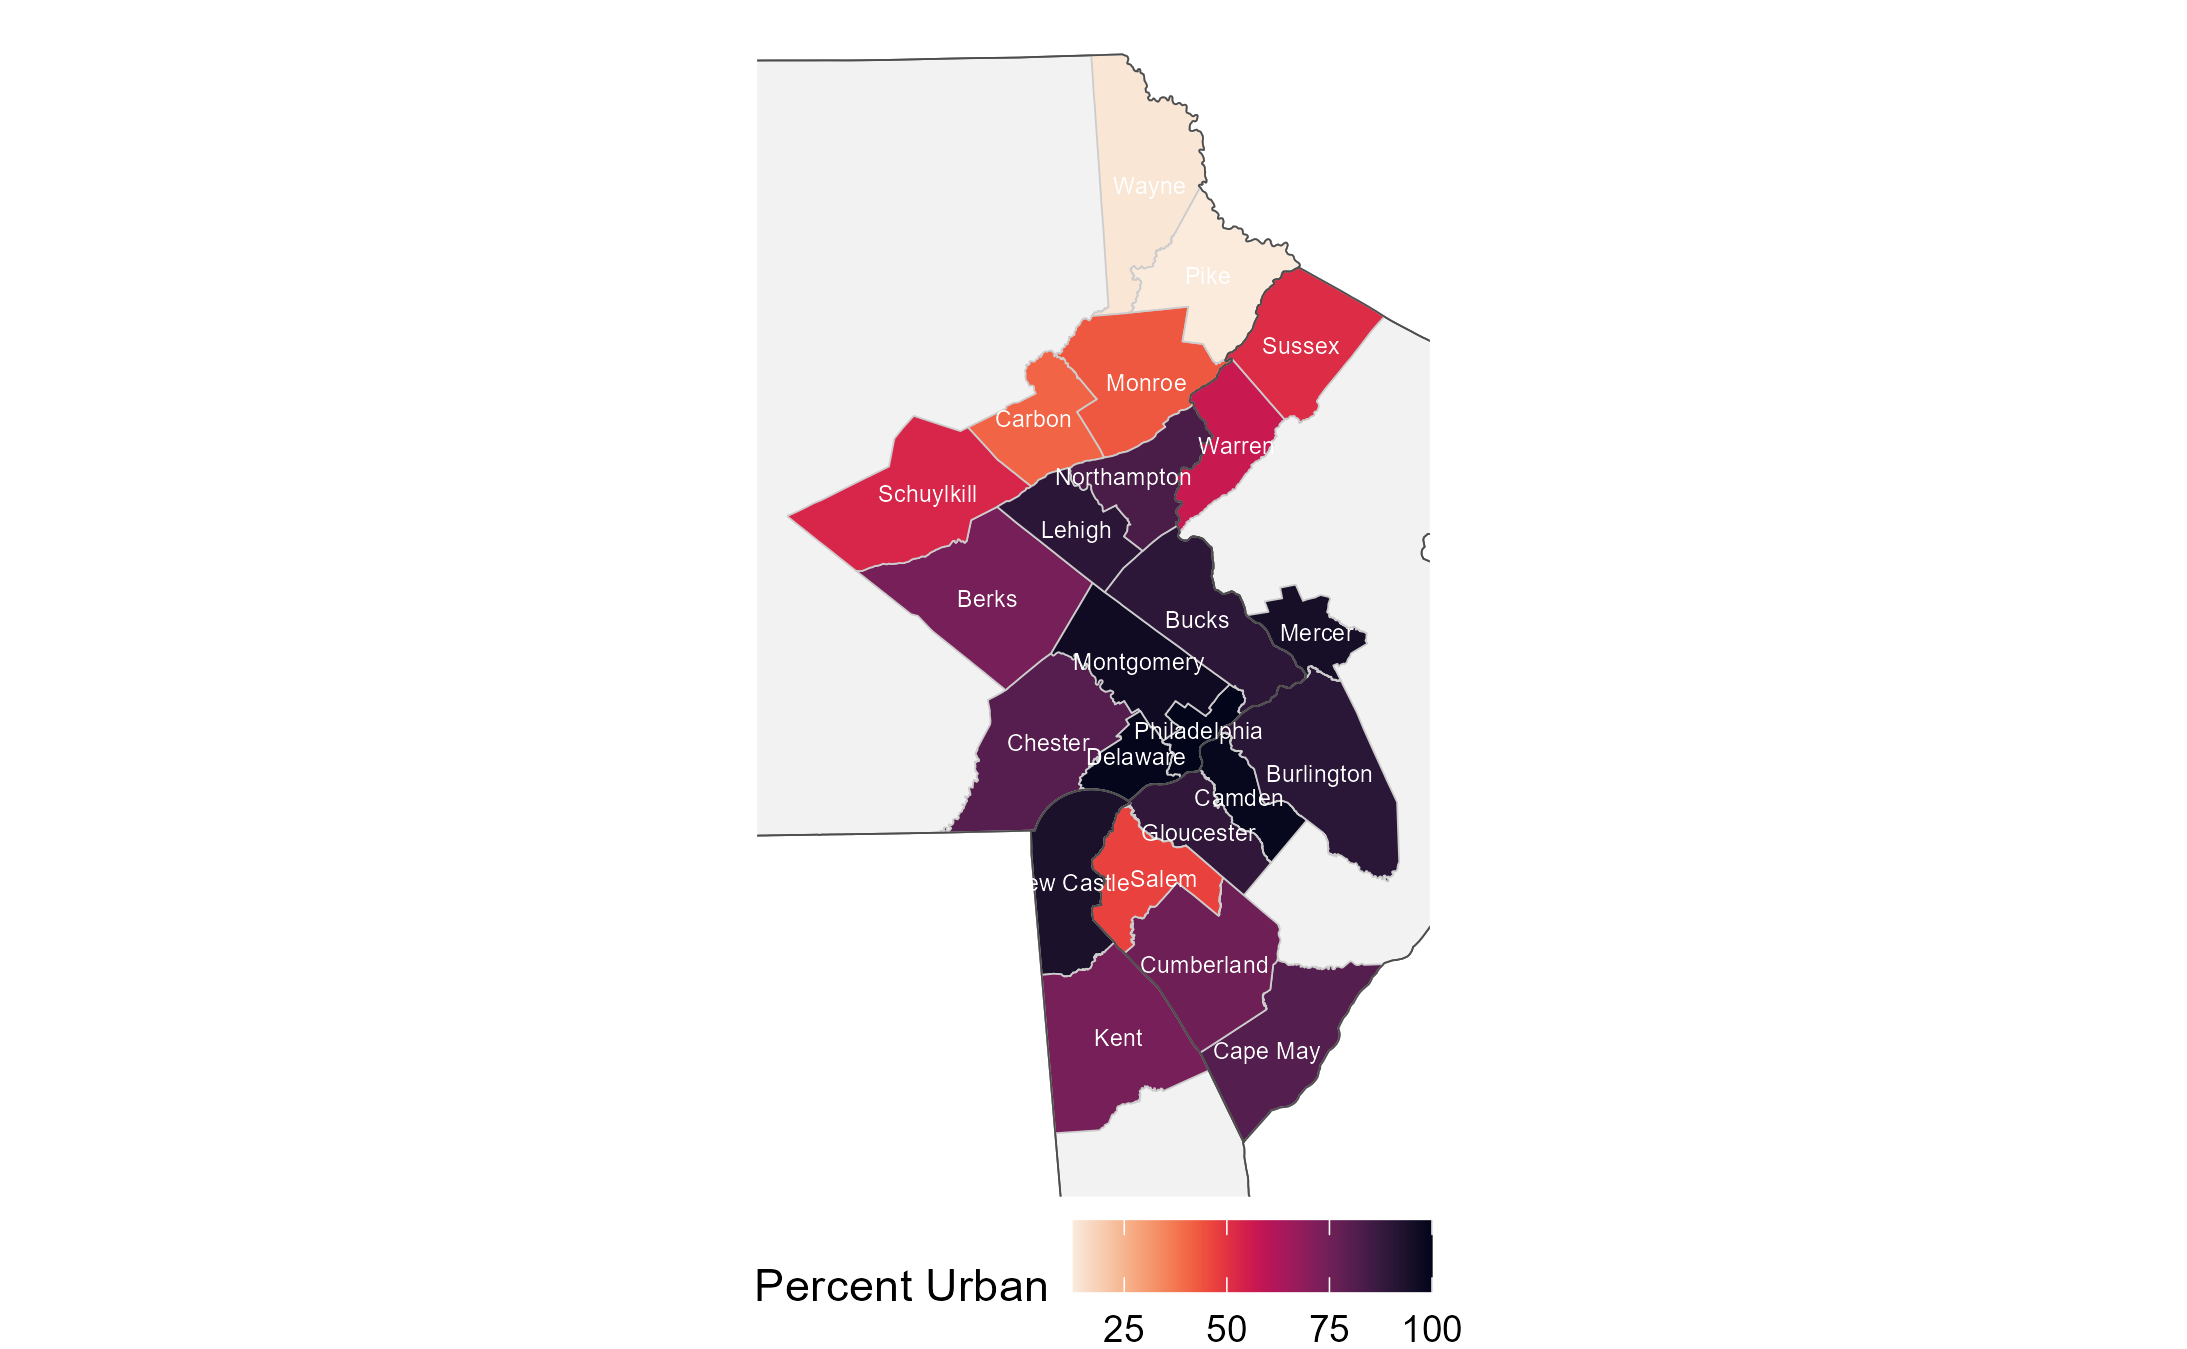 Wayne
Pike
Sussex
Monroe
Carbon
Warren
Northampton
Schuylkill
Lehigh
Berks
Bucks
Mercer
Montgomery
Philadelphia
Chester
Delaware
Burlington
Camden
Gloucester
ew Castle
Salem
Cumberland
Kent
Cape May
Percent Urban
25 50 75 100